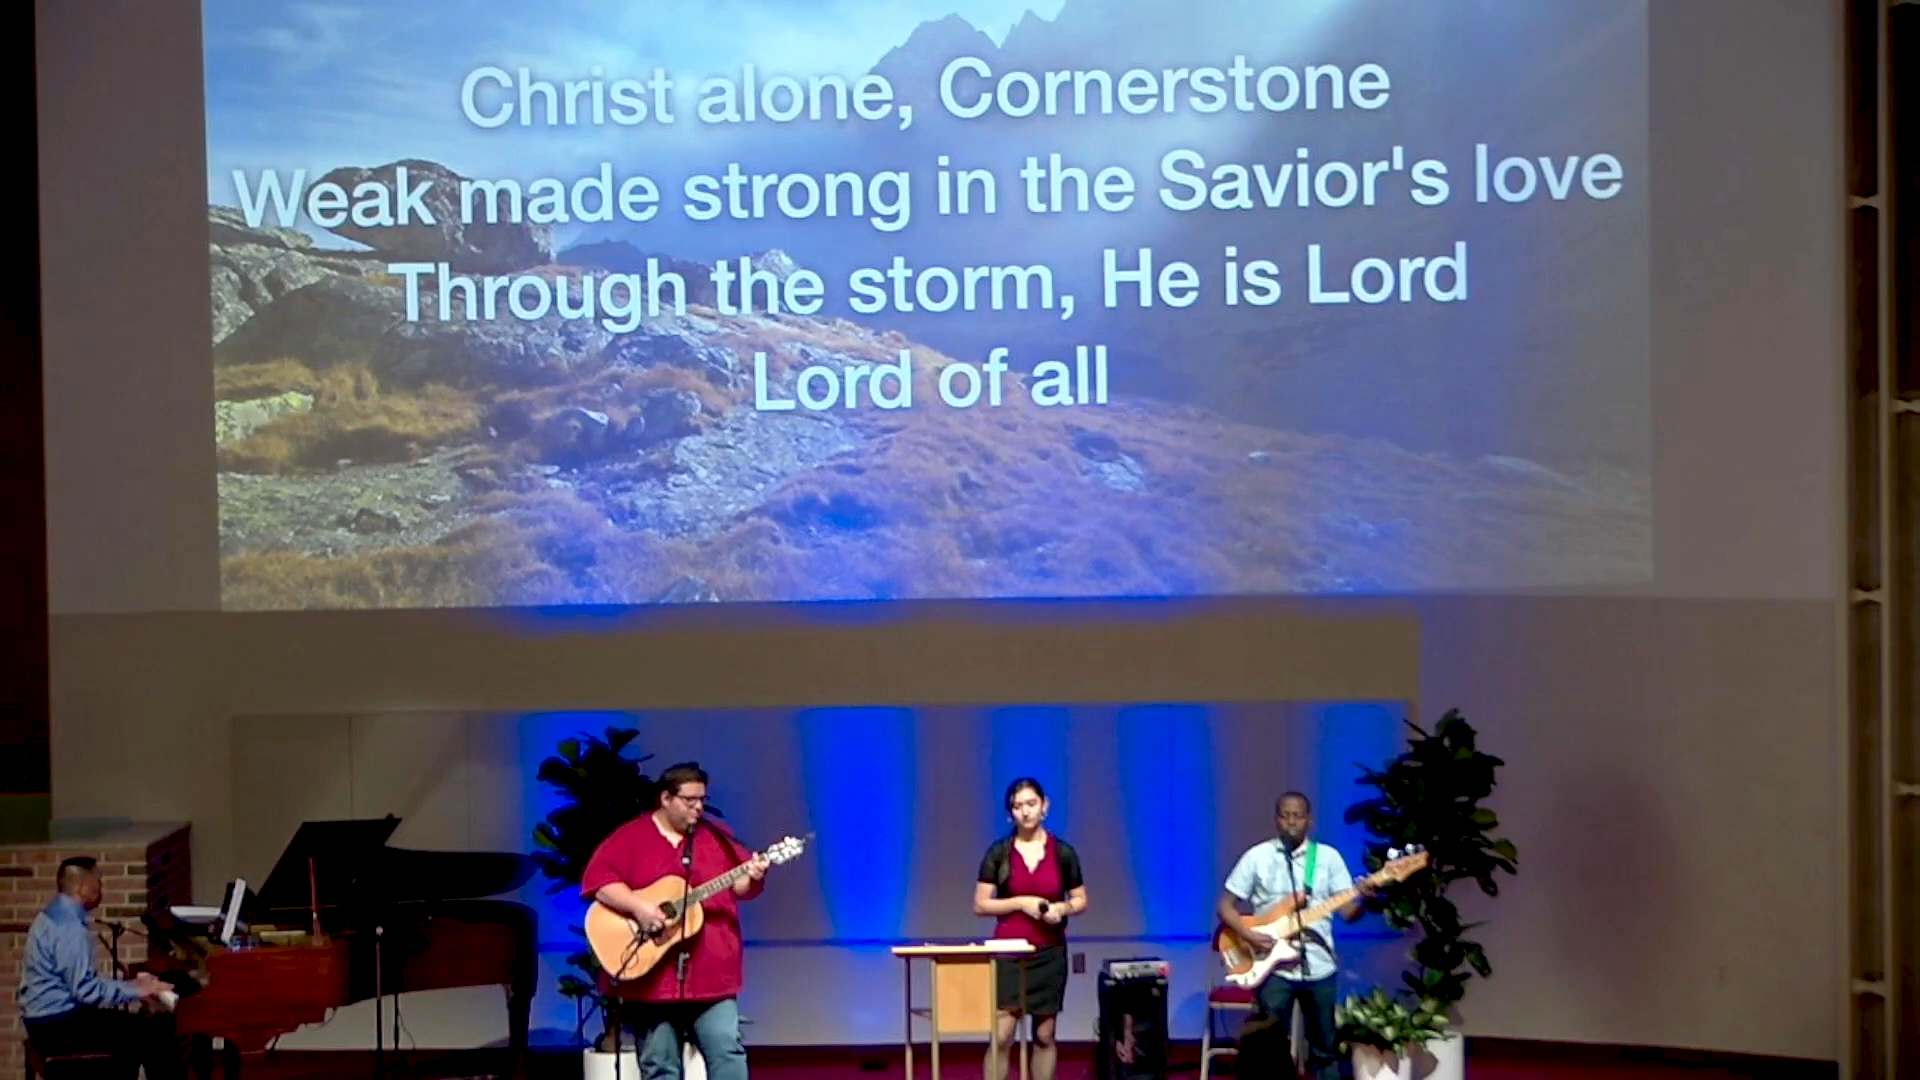 Christ alone, Cornerstone
Weak made strong in the Savior's love
Through the storm, He is Lord
Lord of all